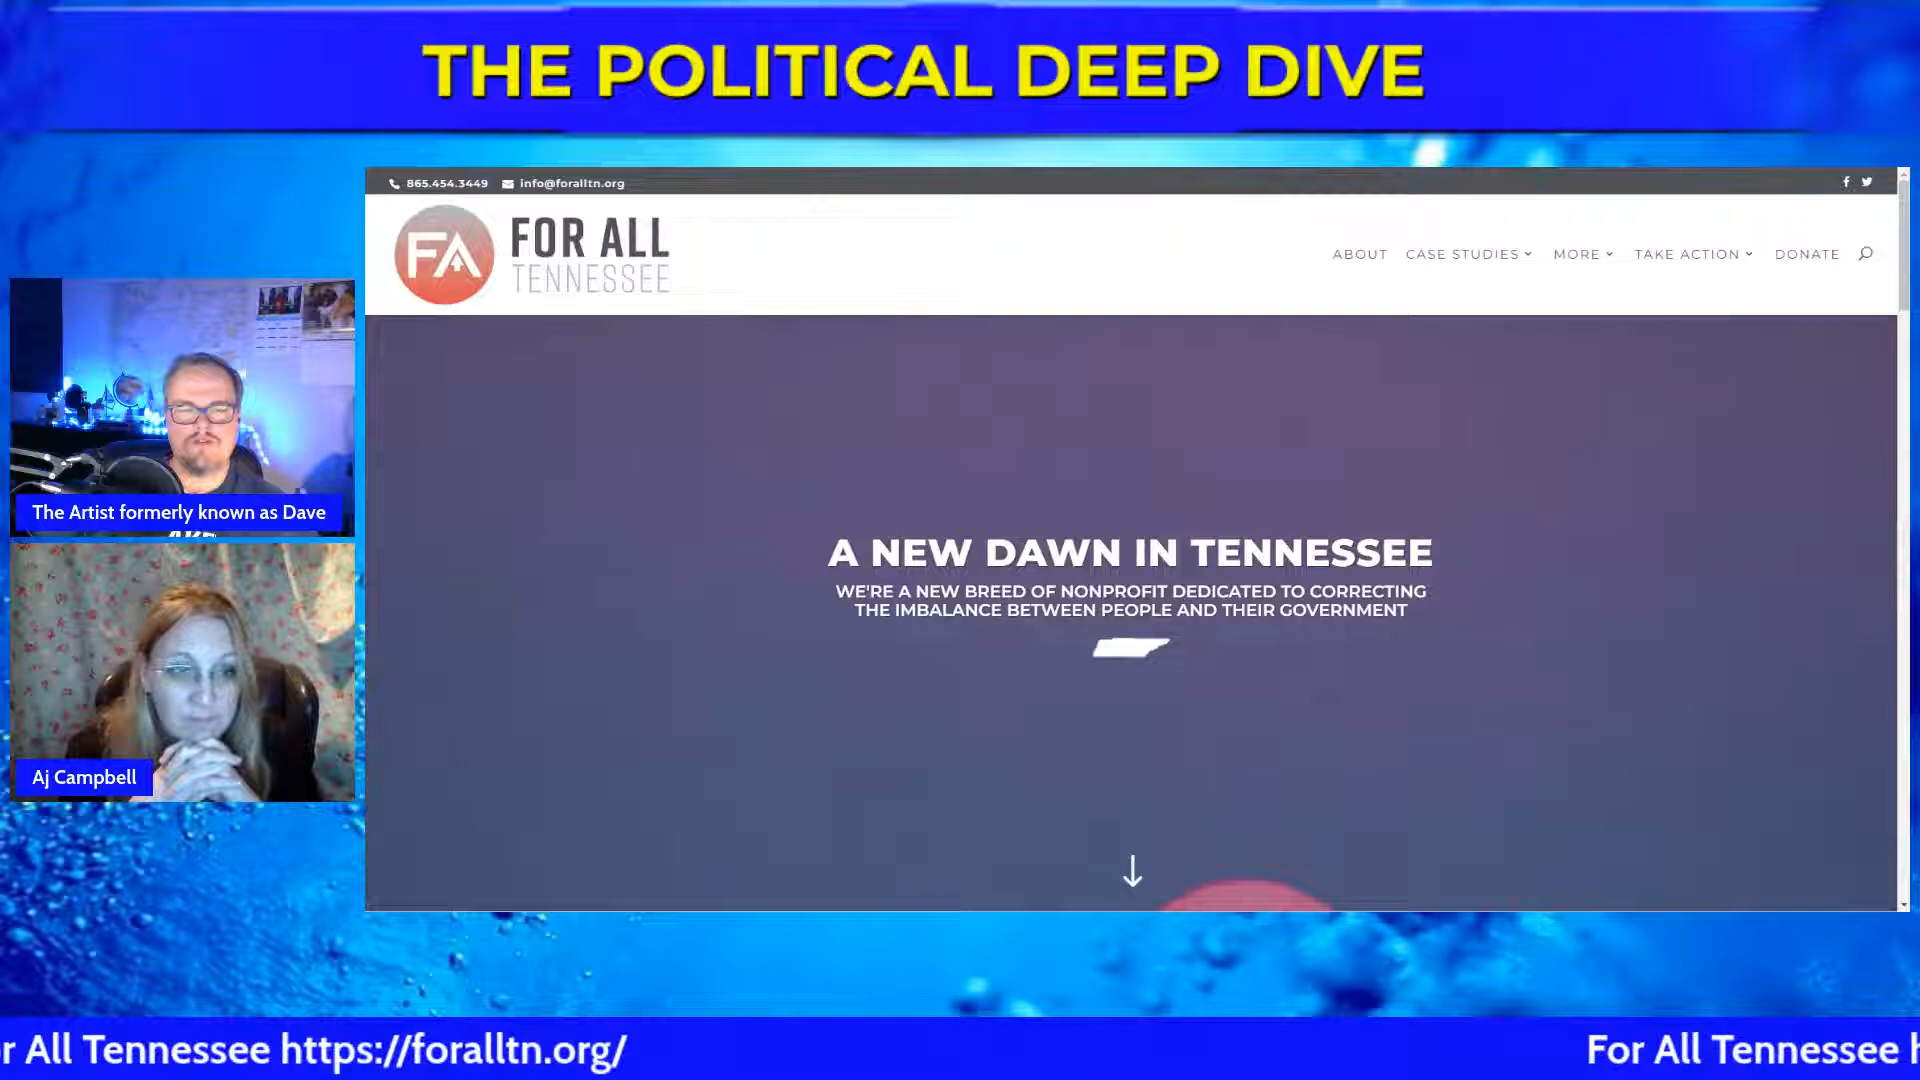 THE POLITICAL DEEP DIVE
865.454.3449 info@foralltn.org
FA
FOR ALL
TENNESSEE
ABOUT CASE STUDIES MORE TAKE ACTION DONATE
The Artist formerly known as Dave
A NEW DAWN IN TENNESSEE
WE'RE A NEW BREED OF NONPROFIT DEDICATED TO CORRECTING
THE IMBALANCE BETWEEN PEOPLE AND THEIR GOVERNMENT
Aj Campbell
r All Tennessee https://foralltn.org/ For All Tennessee h